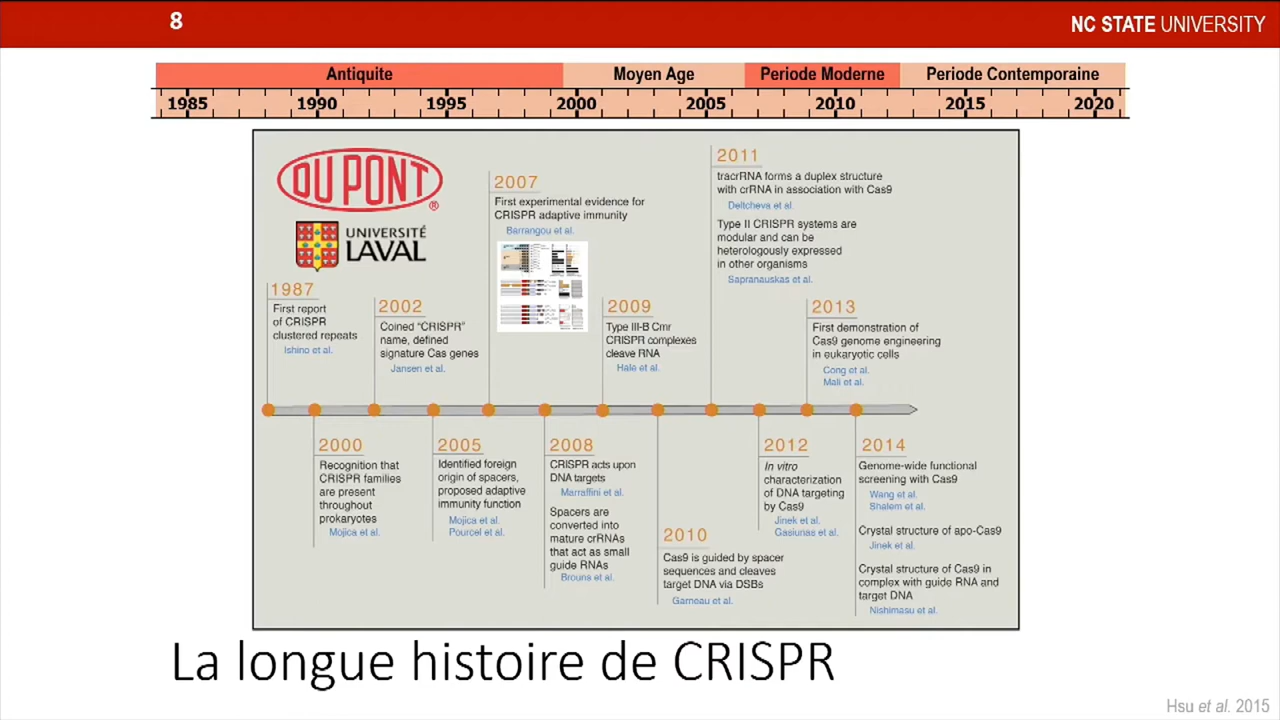 8
NC STATE UNIVERSITY
Antiquite Moyen Age Periode Moderne Periode Contemporaine
1985 1990 1995 2000 2005 2010 2015 2020
DU PONT
®
UNIVERSITÉ
LAVAL
1987
First report
of CRISPR
clustered repeats
Ishino et al.
2002
Coined “CRISPR”
name, defined
signature Cas genes
Jansen et al.
2007
First experimental evidence for
CRISPR adaptive immunity
Barrangou et al.
2009
Type III-B Cmr
CRISPR complexes
cleave RNA
Hale et al.
2011
tracrRNA forms a duplex structure
with crRNA in association with Cas9
Deltcheva et al.
Type II CRISPR systems are
modular and can be
heterologously expressed
in other organisms
Sapranauskas et al.
2013
First demonstration of
Cas9 genome engineering
in eukaryotic cells
Cong et al.
Mali et al.
2000
Recognition that
CRISPR families
are present
throughout
prokaryotes
Mojica et al.
2005
Identified foreign
origin of spacers,
proposed adaptive
immunity function
Mojica et al.
Pourcel et al.
2008
CRISPR acts upon
DNA targets
Marraffini et al.
Spacers are
converted into
mature crRNAs
that act as small
guide RNAs
Brouns et al.
2010
Cas9 is guided by spacer
sequences and cleaves
target DNA via DSBs
Garneau et al.
2012
In vitro
characterization
of DNA targeting
by Cas9
Jinek et al.
Gasiunas et al.
2014
Genome-wide functional
screening with Cas9
Wang et al.
Shalem et al.
Crystal structure of apo-Cas9
Jinek et al.
Crystal structure of Cas9 in
complex with guide RNA and
target DNA
Nishimasu et al.
La longue histoire de CRISPR
Hsu et al. 2015